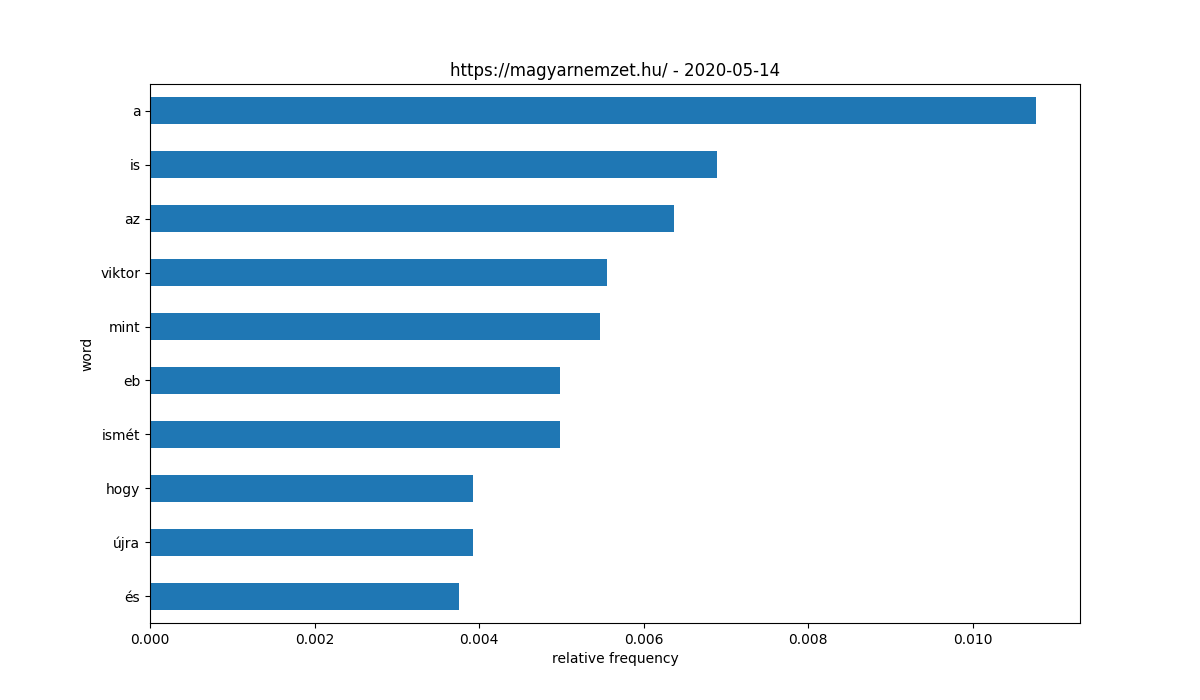 https://magyarnemzet.hu/ - 2020-05-14
a
is
az
viktor
mint
eb
ismét
hogy
újra
és
word
0.000 0.002 0.004 0.006 0.008 0.010
relative frequency